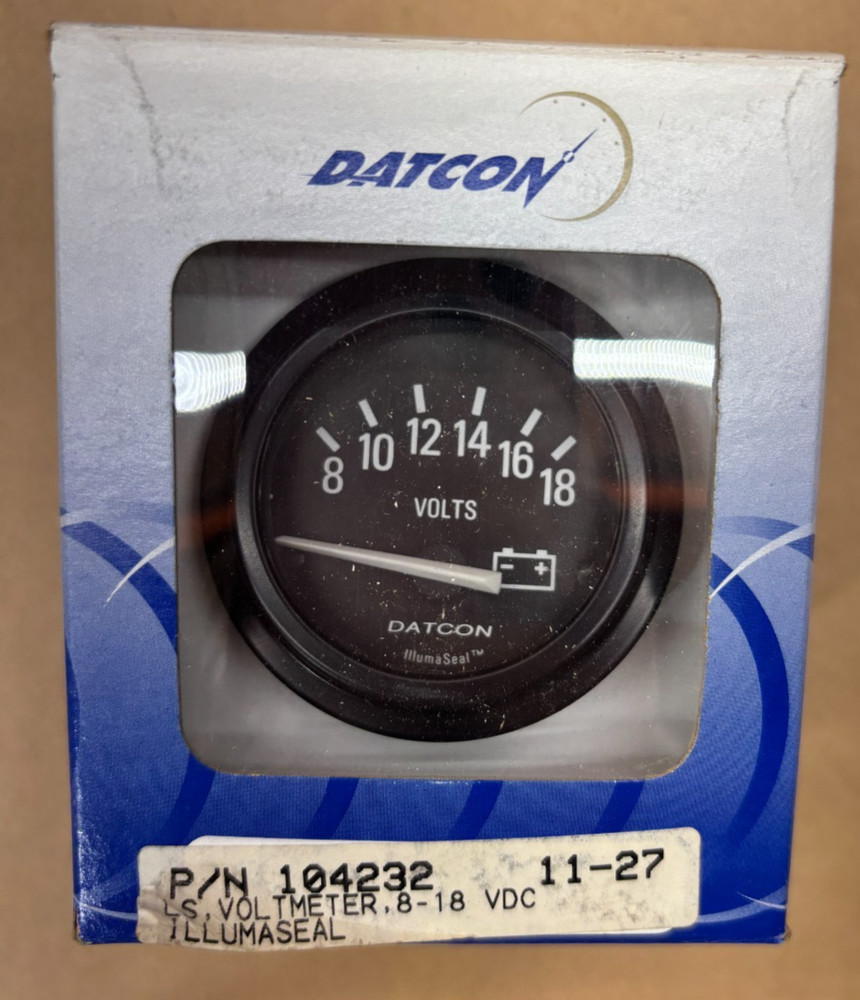 DATCON
8 10 12 14 16 18
VOLTS
- +
DATCON
IllumaSeal™
P/N 104232 11-27
LS,VOLTMETER,8-18 VDC
ILLUMASEAL